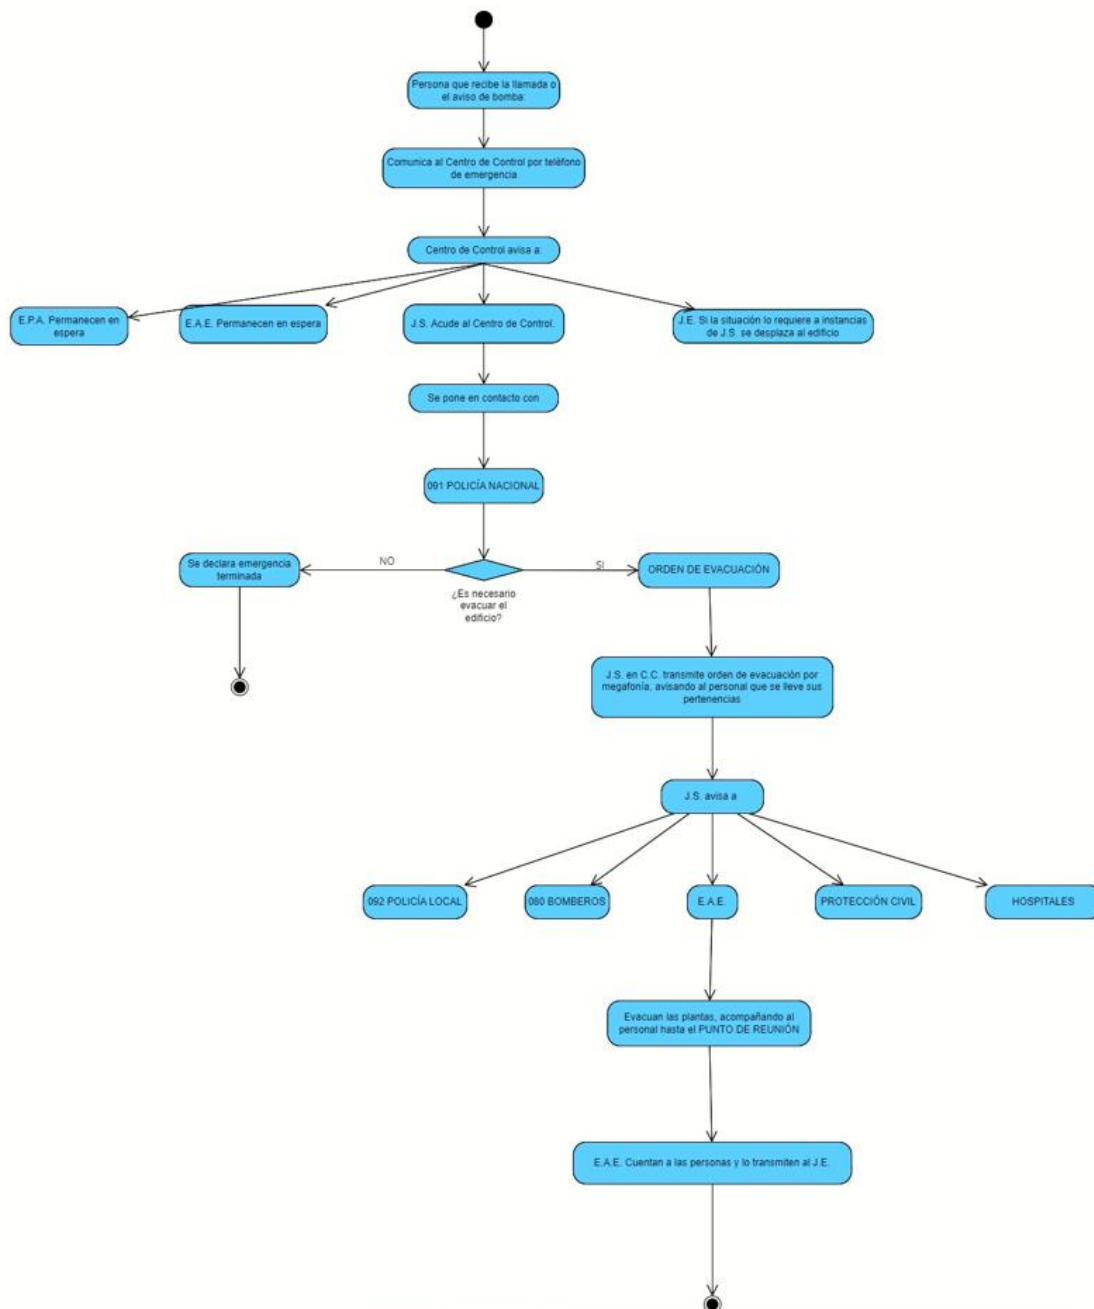 Persona que recibe la llamada o
el aviso de bomba:
Comunica al Centro de Control por teléfono
de emergencia
Centro de Control avisa a:
E.P.A. Permanecen en
espera
E.A.E. Permanecen en espera
J.S. Acude al Centro de Control.
J.E. Si la situación lo requiere a instancias
de J.S. se desplaza al edificio
Se pone en contacto con
091 POLICÍA NACIONAL
Se declara emergencia
terminada
NO
¿Es necesario
evacuar el
edificio?
SI
ORDEN DE EVACUACIÓN
J.S. en C.C. transmite orden de evacuación por
megafonía, avisando al personal que se lleve sus
pertenencias
J.S. avisa a
092 POLICÍA LOCAL
080 BOMBEROS
E.A.E.
PROTECCIÓN CIVIL
HOSPITALES
Evacuan las plantas, acompañando al
personal hasta el PUNTO DE REUNIÓN
E.A.E. Cuentan a las personas y lo transmiten al J.E.